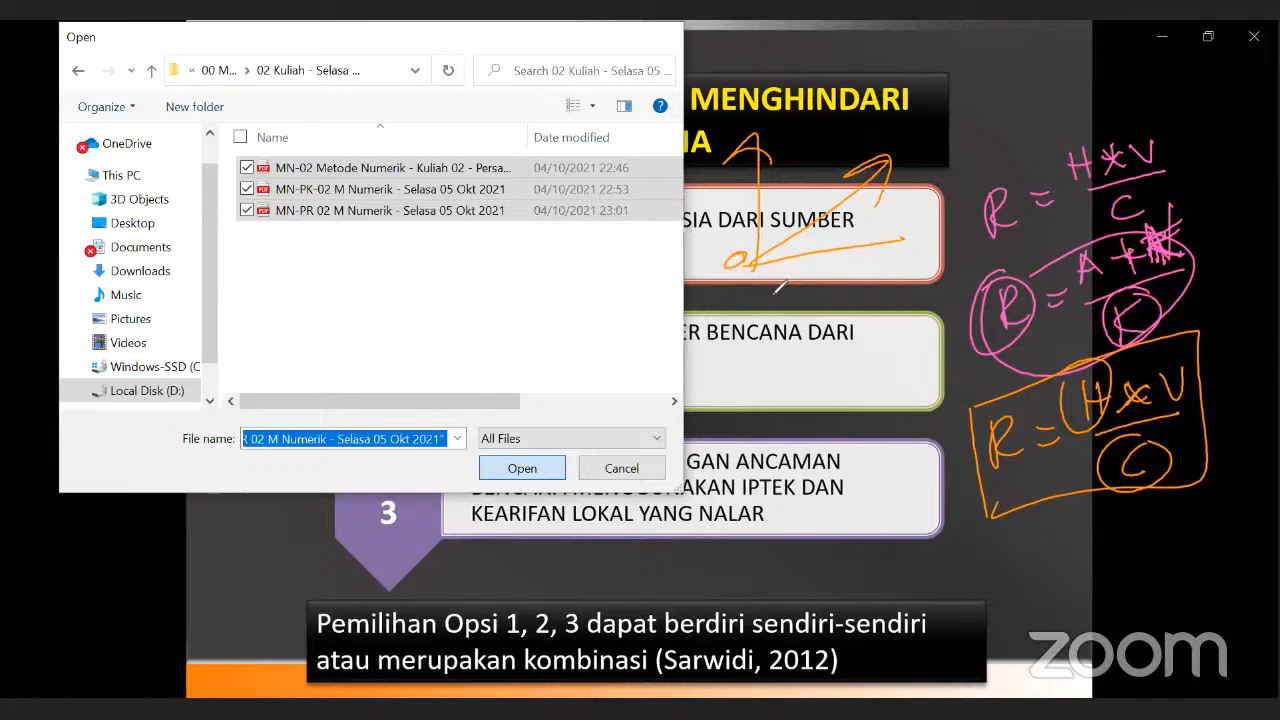 Open
« 00 M... > 02 Kuliah - Selasa ...
Search 02 Kuliah - Selasa 05 ...
Organize
New folder
OneDrive
This PC
3D Objects
Desktop
Documents
Downloads
Music
Pictures
Videos
Windows-SSD (C
Local Disk (D:)
Name
Date modified
MN-02 Metode Numerik - Kuliah 02 - Persa... 04/10/2021 22:46
MN-PK-02 M Numerik - Selasa 05 Okt 2021 04/10/2021 22:53
MN-PR 02 M Numerik - Selasa 05 Okt 2021 04/10/2021 23:01
File name:
R 02 M Numerik - Selasa 05 Okt 2021"
All Files
Open
Cancel
MENGHINDARI
IA
SIA DARI SUMBER
ER BENCANA DARI
3
GAN ANCAMAN
BENCANA MENGGUNAKAN IPTEK DAN
KEARIFAN LOKAL YANG NALAR
Pemilihan Opsi 1, 2, 3 dapat berdiri sendiri-sendiri
atau merupakan kombinasi (Sarwidi, 2012)
R = H * V
C
R = A *
K
R = H * V
C
zoom